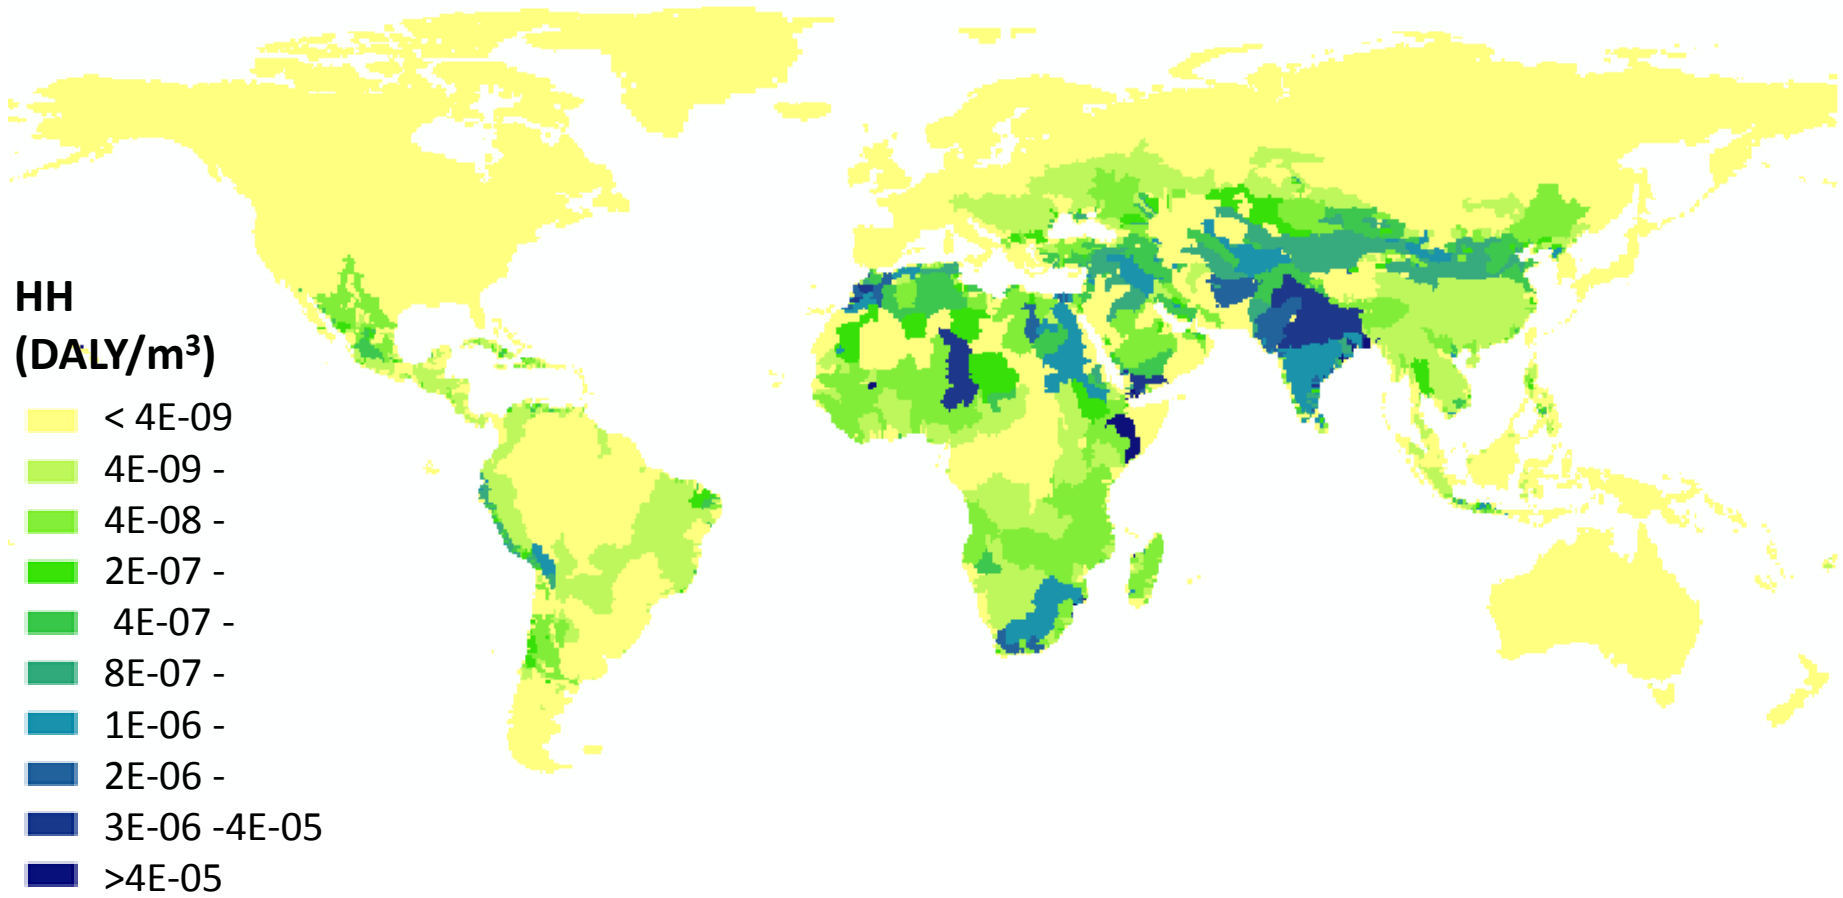 HH
(DALY/m³)
< 4E-09
4E-09 -
4E-08 -
2E-07 -
4E-07 -
8E-07 -
1E-06 -
2E-06 -
3E-06 -4E-05
>4E-05